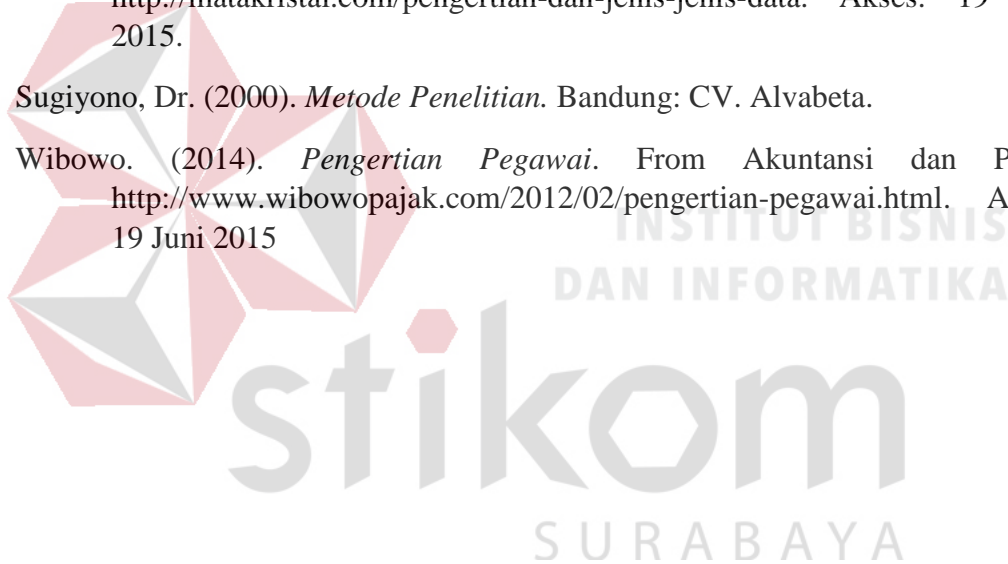 http://matakristal.com/pengertian-dan-jenis-jenis-data. Akses: 19
2015.
Sugiyono, Dr. (2000). Metode Penelitian. Bandung: CV. Alvabeta.
Wibowo. (2014). Pengertian Pegawai. From Akuntansi dan P
http://www.wibowopajak.com/2012/02/pengertian-pegawai.html. A
19 Juni 2015
INSTITUT BISNIS
DAN INFORMATIKA
stikom
SURABAYA